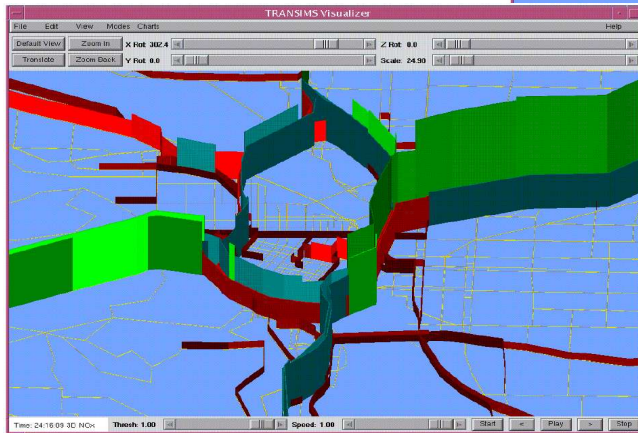 TRANSIMS Visualizer
File Edit View Modes Charts Help
Default View Zoom In X Rot: 302.4 Z Rot: 0.0
Translate Zoom Back Y Rot: 0.0 Scale: 24.90
Time: 24:16:09 3D NOx Thresh: 1.00 Speed: 1.00 Start < Play > Stop